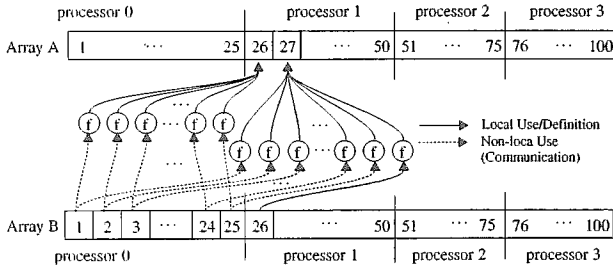 processor 0 processor 1 processor 2 processor 3
Array A 1 ... 25 26 27 ... 50 51 ... 75 76 ... 100
...
f f f ... f f
f f f ... f f f
Local Use/Definition
Non-loca Use
(Communication)
...
...
Array B 1 2 3 ... 24 25 26 ... 50 51 ... 75 76 ... 100
processor 0 processor 1 processor 2 processor 3